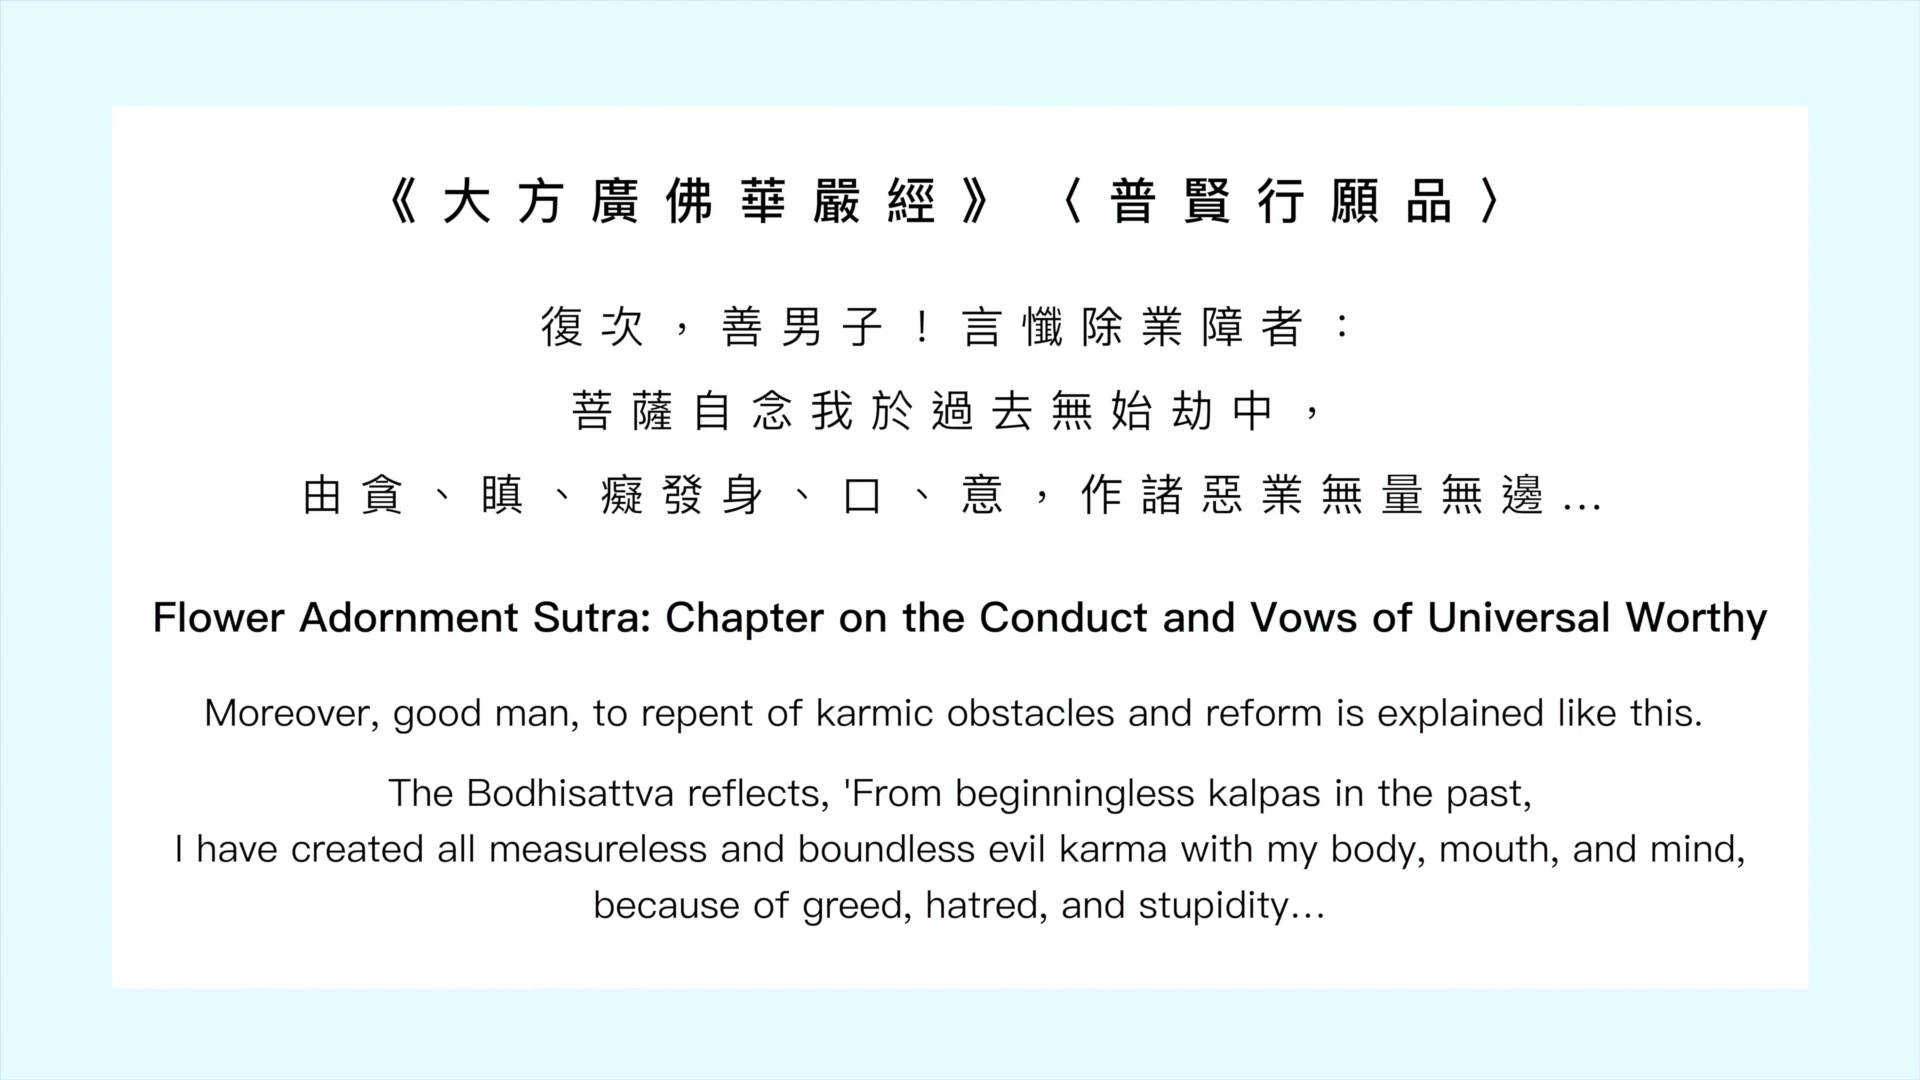 《大方廣佛華嚴經》〈普賢行願品〉
復次，善男子！言懺除業障者：
菩薩自念我於過去無始劫中，
由貪、瞋、癡發身、口、意，作諸惡業無量無邊...
Flower Adornment Sutra: Chapter on the Conduct and Vows of Universal Worthy
Moreover, good man, to repent of karmic obstacles and reform is explained like this.
The Bodhisattva reflects, 'From beginningless kalpas in the past,
I have created all measureless and boundless evil karma with my body, mouth, and mind,
because of greed, hatred, and stupidity...